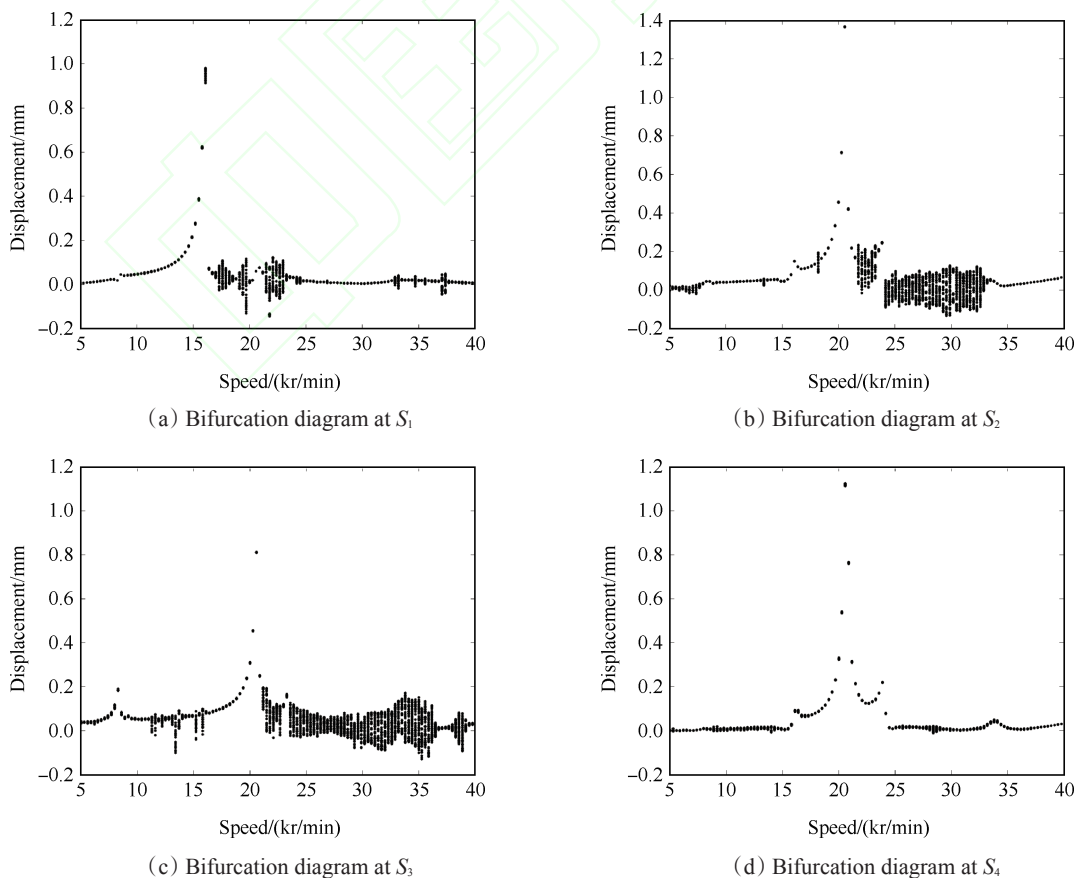 1.2
1.0
0.8
0.6
0.4
0.2
0.0
−0.2
Displacement/mm
5 10 15 20 25 30 35 40
Speed/(kr/min)
(a) Bifurcation diagram at S₁
1.4
1.2
1.0
0.8
0.6
0.4
0.2
0.0
−0.2
Displacement/mm
5 10 15 20 25 30 35 40
Speed/(kr/min)
(b) Bifurcation diagram at S₂
1.2
1.0
0.8
0.6
0.4
0.2
0.0
−0.2
Displacement/mm
5 10 15 20 25 30 35 40
Speed/(kr/min)
(c) Bifurcation diagram at S₃
1.2
1.0
0.8
0.6
0.4
0.2
0.0
−0.2
Displacement/mm
5 10 15 20 25 30 35 40
Speed/(kr/min)
(d) Bifurcation diagram at S₄